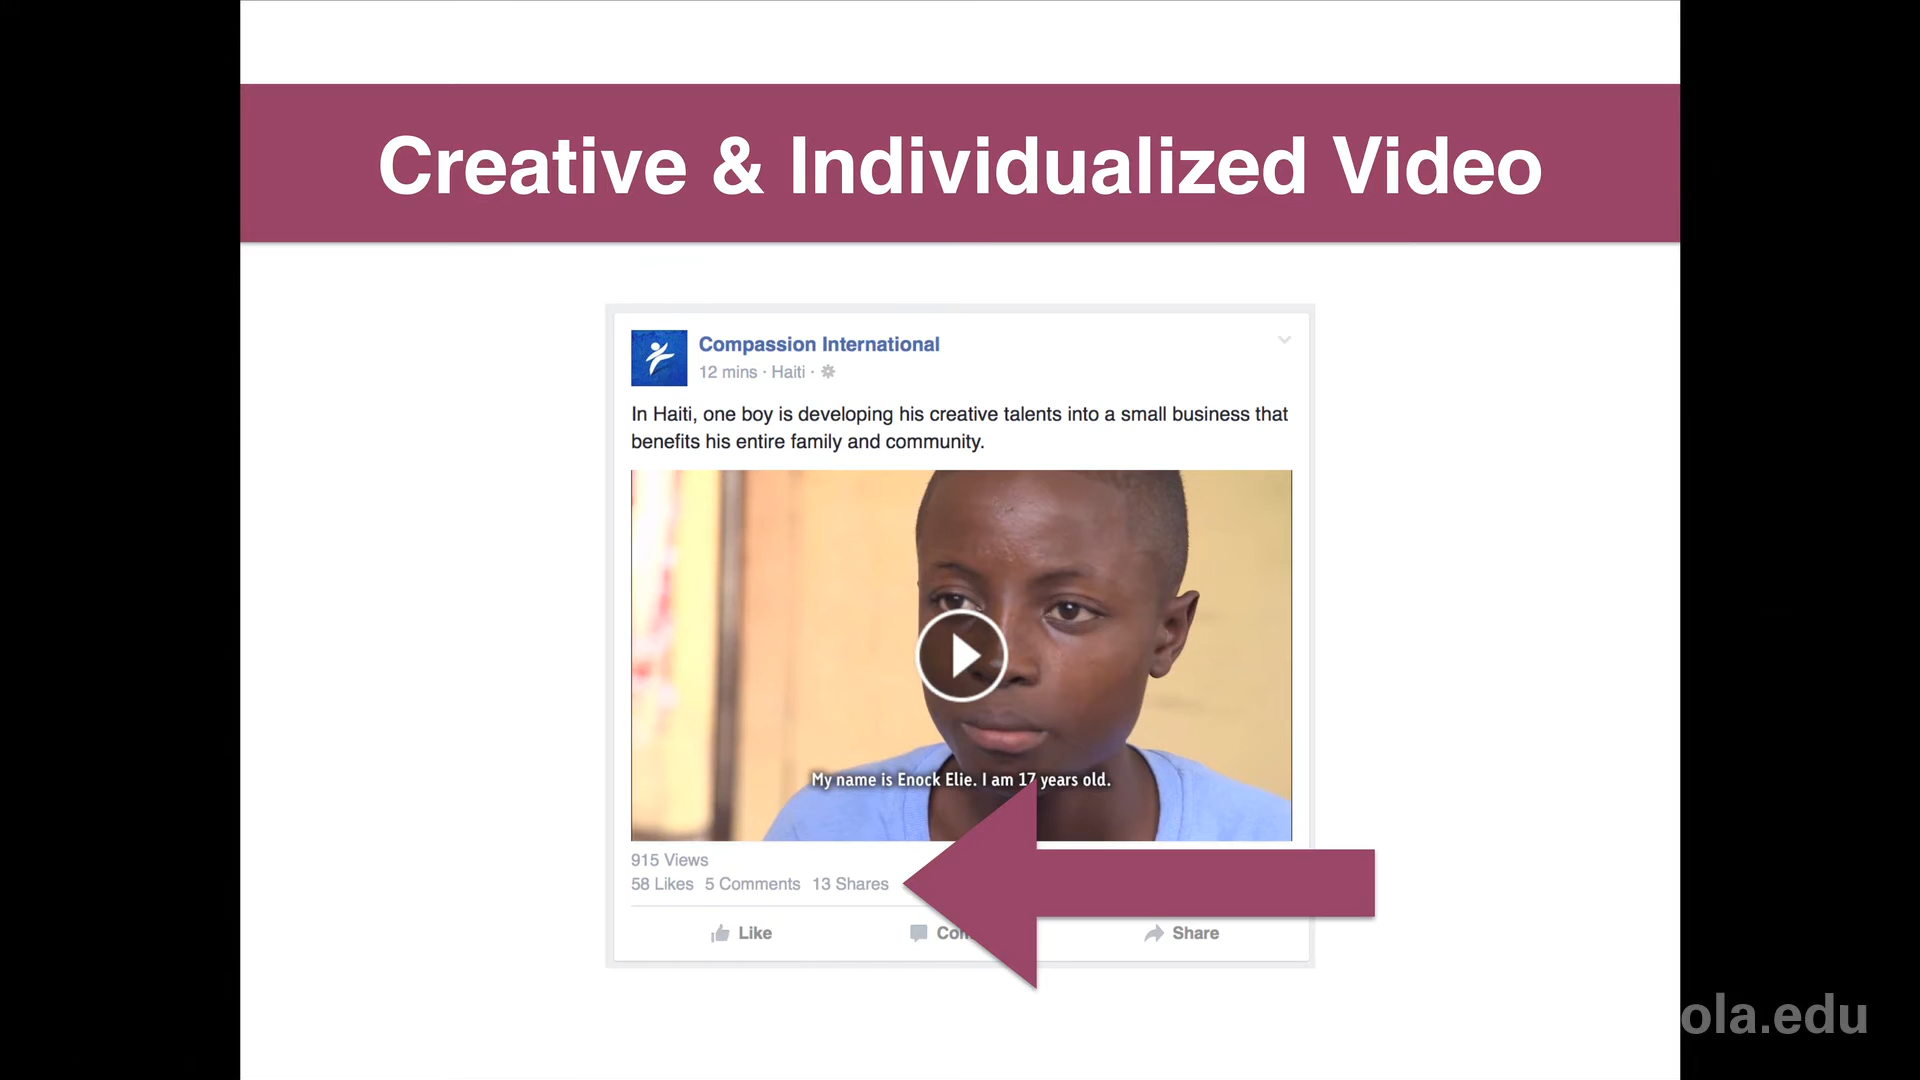 Creative & Individualized Video
Compassion International
12 mins · Haiti ·
In Haiti, one boy is developing his creative talents into a small business that
benefits his entire family and community.
My name is Enock Elie. I am 17 years old.
915 Views
58 Likes 5 Comments 13 Shares
Like Share
ola.edu